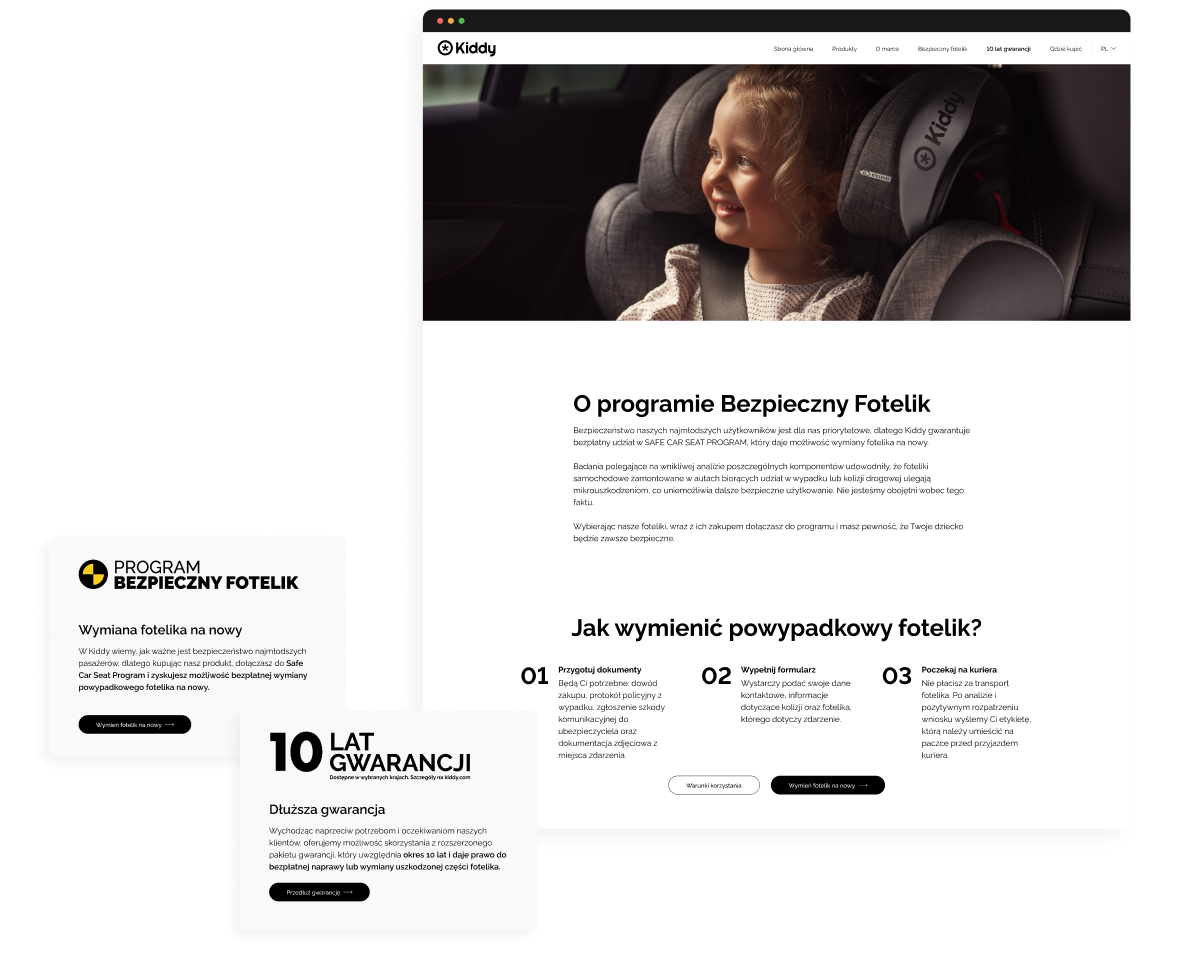 Kiddy
Strona główna Produkty O marce Bezpieczny fotelik 10 lat gwarancji Gdzie kupić PL
Kiddy
O programie Bezpieczny Fotelik
Bezpieczeństwo naszych najmłodszych użytkowników jest dla nas priorytetowe, dlatego Kiddy gwarantuje
bezpłatny udział w SAFE CAR SEAT PROGRAM, który daje możliwość wymiany fotelika na nowy.
Badania polegające na wnikliwej analizie poszczególnych komponentów udowodniły, że foteliki
samochodowe zamontowane w autach biorących udział w wypadku lub kolizji drogowej ulegają
mikrouszkodzeniom, co uniemożliwia dalsze bezpieczne użytkowanie. Nie jesteśmy obojętni wobec tego
faktu.
Wybierając nasze foteliki, wraz z ich zakupem dołączasz do programu i masz pewność, że Twoje dziecko
będzie zawsze bezpieczne.
Jak wymienić powypadkowy fotelik?
01
Przygotuj dokumenty
Będą Ci potrzebne: dowód
zakupu, protokół policyjny z
wypadku, zgłoszenie szkody
komunikacyjnej do
ubezpieczyciela oraz
dokumentacja zdjęciowa z
miejsca zdarzenia.
02
Wypełnij formularz
Wystarczy podać swoje dane
kontaktowe, informacje
dotyczące kolizji oraz fotelika,
którego dotyczy zdarzenie.
03
Poczekaj na kuriera
Nie płacisz za transport
fotelika. Po analizie i
pozytywnym rozpatrzeniu
wniosku wyślemy Ci etykietę,
którą należy umieścić na
paczce przed przyjazdem
kuriera.
Warunki korzystania
Wymień fotelik na nowy
PROGRAM
BEZPIECZNY FOTELIK
Wymiana fotelika na nowy
W Kiddy wiemy, jak ważne jest bezpieczeństwo najmłodszych
pasażerów, dlatego kupując nasz produkt, dołączasz do Safe
Car Seat Program i zyskujesz możliwość bezpłatnej wymiany
powypadkowego fotelika na nowy.
Wymień fotelik na nowy
10 LAT
GWARANCJI
Dostępne w wybranych krajach. Szczegóły na kiddy.com
Dłuższa gwarancja
Wychodząc naprzeciw potrzebom i oczekiwaniom naszych
klientów, oferujemy możliwość skorzystania z rozszerzonego
pakietu gwarancji, który uwzględnia okres 10 lat i daje prawo do
bezpłatnej naprawy lub wymiany uszkodzonej części fotelika.
Przedłuż gwarancję